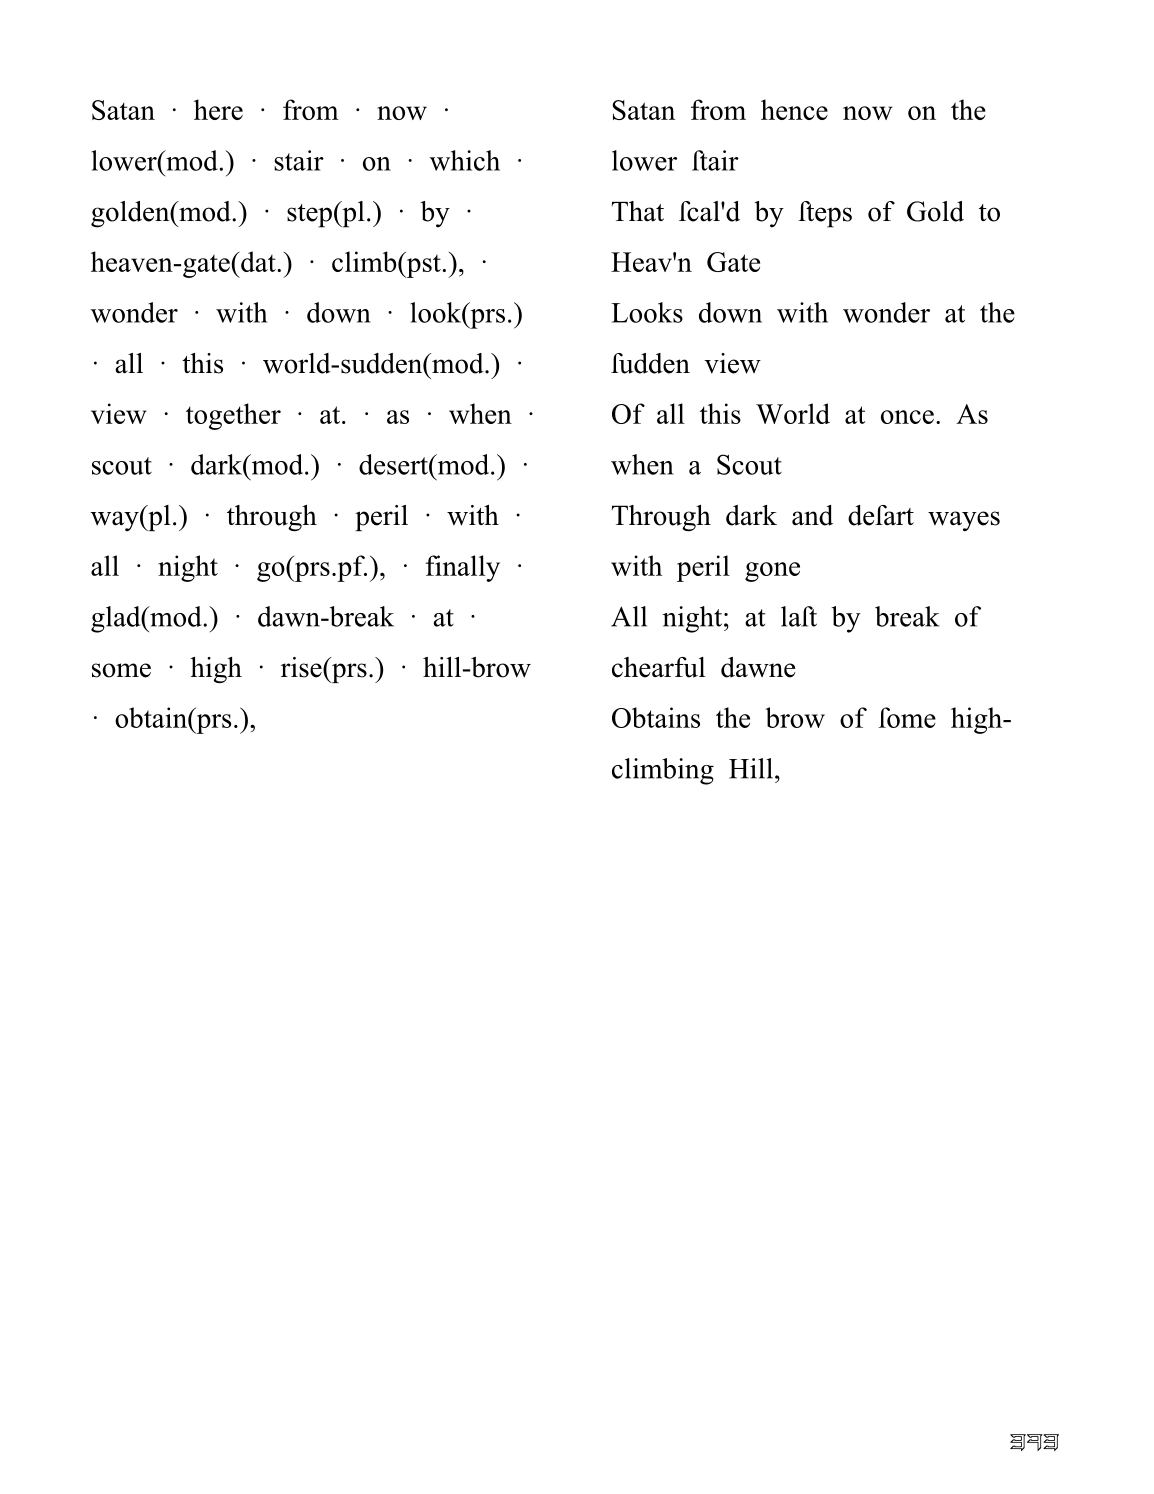 Satan · here · from · now ·
lower(mod.) · stair · on · which ·
golden(mod.) · step(pl.) · by ·
heaven-gate(dat.) · climb(pst.), ·
wonder · with · down · look(prs.)
· all · this · world-sudden(mod.) ·
view · together · at. · as · when ·
scout · dark(mod.) · desert(mod.) ·
way(pl.) · through · peril · with ·
all · night · go(prs.pf.), · finally ·
glad(mod.) · dawn-break · at ·
some · high · rise(prs.) · hill-brow
· obtain(prs.),
Satan from hence now on the
lower ſtair
That ſcal'd by ſteps of Gold to
Heav'n Gate
Looks down with wonder at the
ſudden view
Of all this World at once. As
when a Scout
Through dark and deſart wayes
with peril gone
All night; at laſt by break of
chearful dawne
Obtains the brow of ſome high-
climbing Hill,